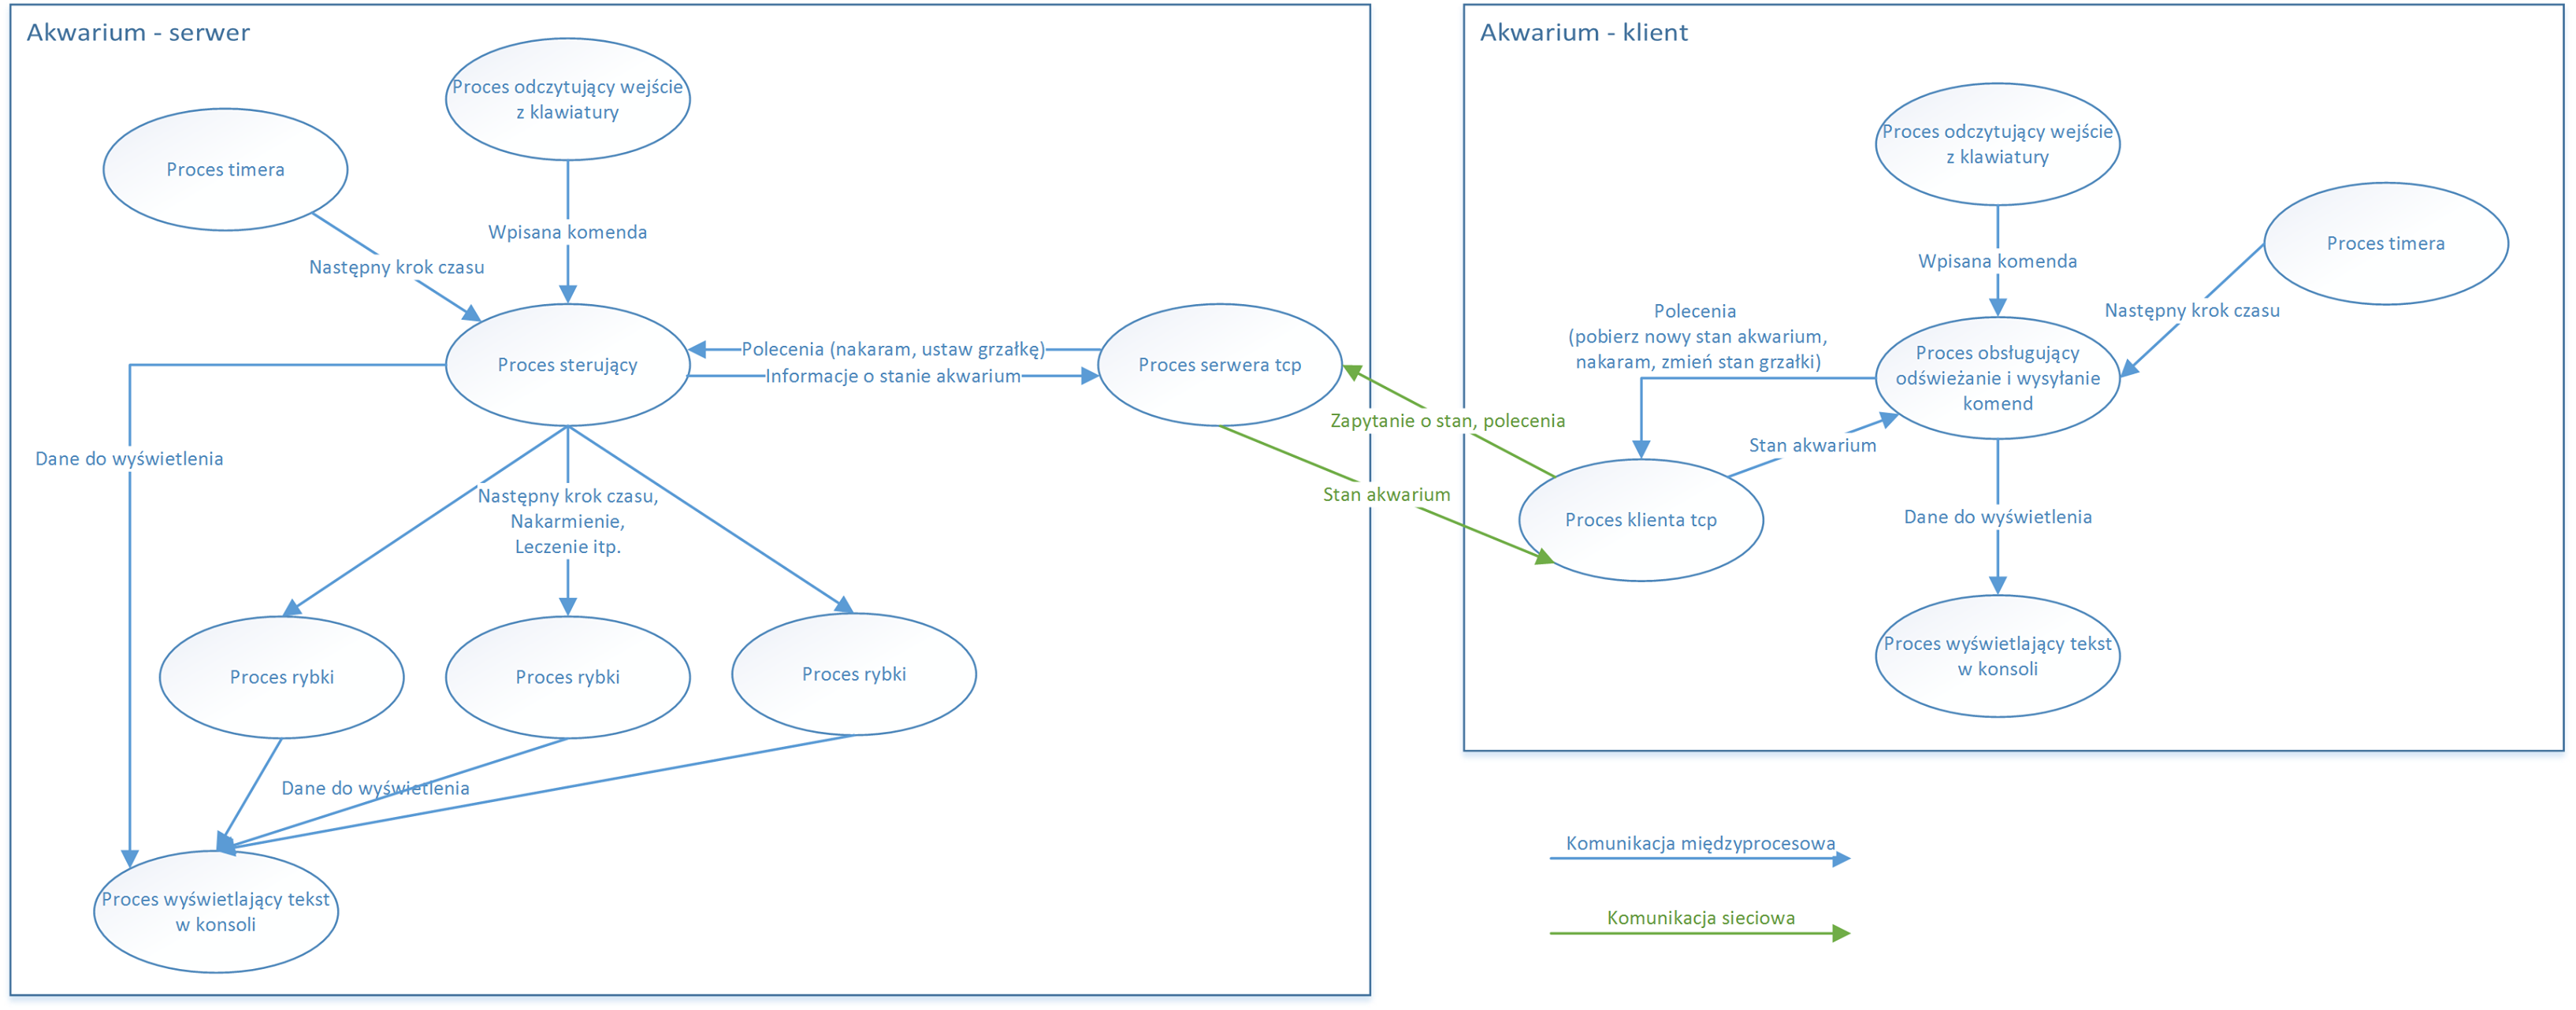 Akwarium - serwer
Proces odczytujący wejście
z klawiatury
Proces timera
Wpisana komenda
Następny krok czasu
Proces sterujący
Polecenia (nakaram, ustaw grzałkę)
Informacje o stanie akwarium
Proces serwera tcp
Dane do wyświetlenia
Następny krok czasu,
Nakarmienie,
Leczenie itp.
Proces rybki
Proces rybki
Proces rybki
Dane do wyświetlenia
Proces wyświetlający tekst
w konsoli
Zapytanie o stan, polecenia
Stan akwarium
Akwarium - klient
Proces odczytujący wejście
z klawiatury
Proces timera
Wpisana komenda
Następny krok czasu
Polecenia
(pobierz nowy stan akwarium,
nakaram, zmień stan grzałki)
Proces obsługujący
odświeżanie i wysyłanie
komend
Stan akwarium
Proces klienta tcp
Dane do wyświetlenia
Proces wyświetlający tekst
w konsoli
Komunikacja międzyprocesowa
Komunikacja sieciowa